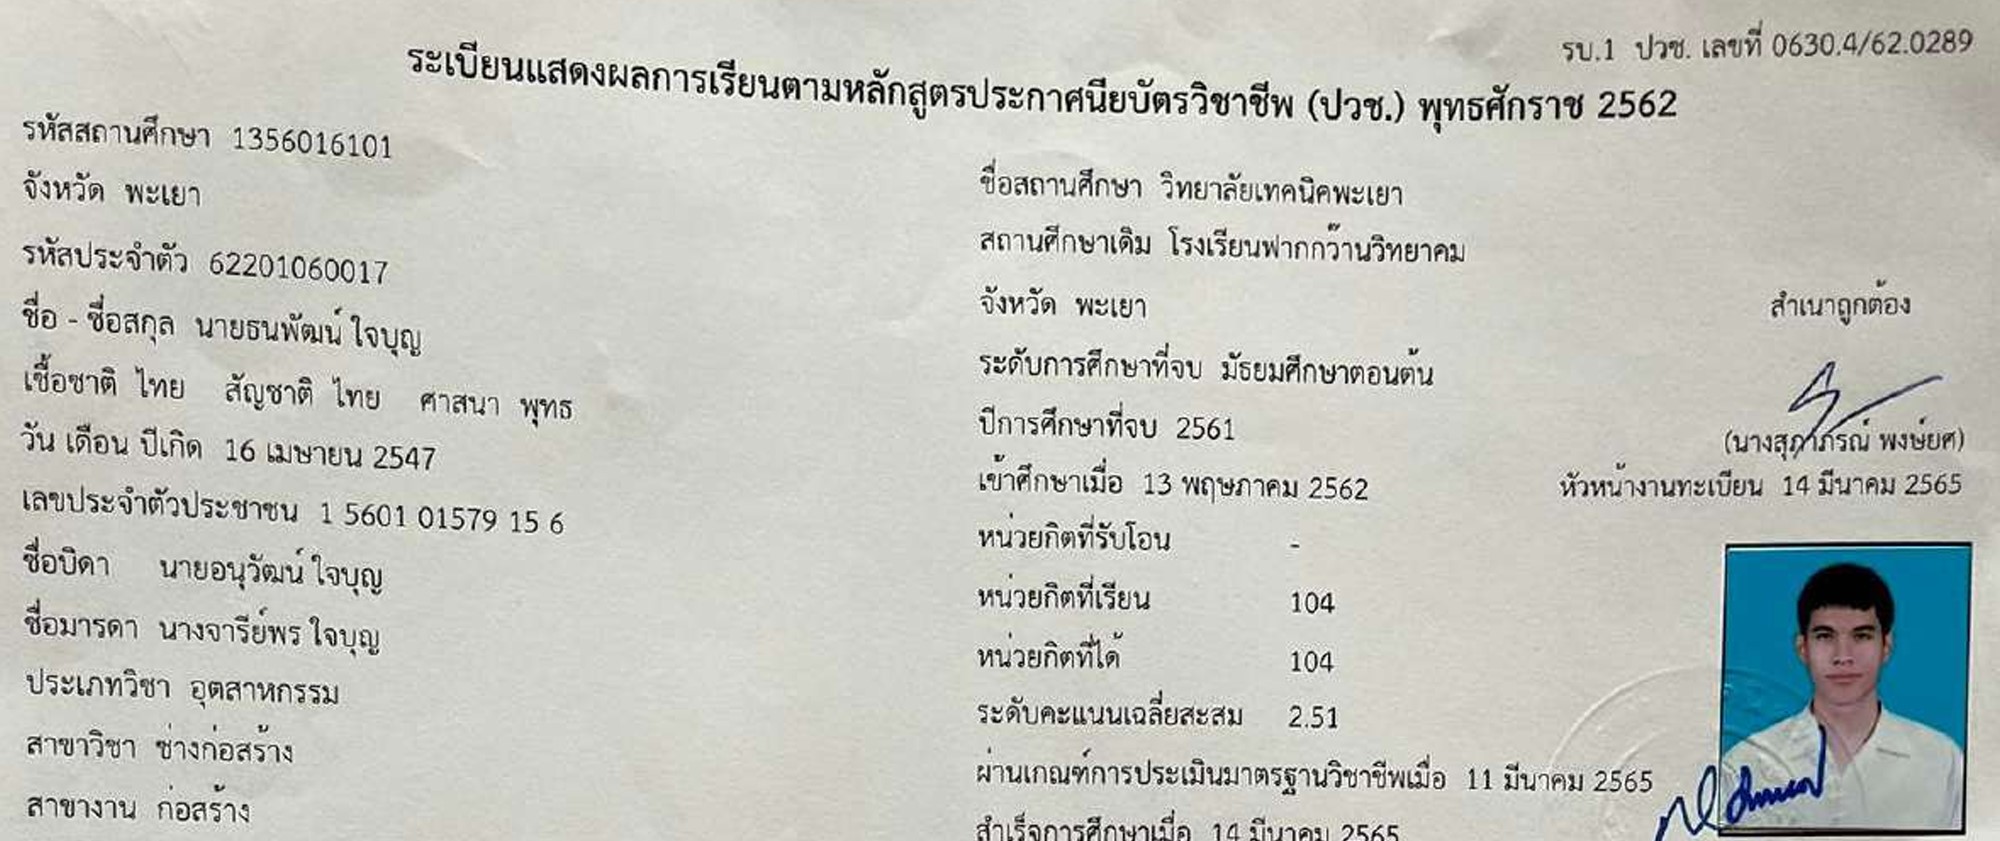 รบ.1 ปวช. เลขที่ 0630.4/62.0289
ระเบียนแสดงผลการเรียนตามหลักสูตรประกาศนียบัตรวิชาชีพ (ปวช.) พุทธศักราช 2562
รหัสสถานศึกษา 1356016101
จังหวัด พะเยา
รหัสประจำตัว 62201060017
ชื่อ - ชื่อสกุล นายธนพัฒน์ ใจบุญ
เชื้อชาติ ไทย สัญชาติ ไทย ศาสนา พุทธ
วัน เดือน ปีเกิด 16 เมษายน 2547
เลขประจำตัวประชาชน 1 5601 01579 15 6
ชื่อบิดา นายอนุวัฒน์ ใจบุญ
ชื่อมารดา นางจารีย์พร ใจบุญ
ประเภทวิชา อุตสาหกรรม
สาขาวิชา ช่างก่อสร้าง
สาขางาน ก่อสร้าง
ชื่อสถานศึกษา วิทยาลัยเทคนิคพะเยา
สถานศึกษาเดิม โรงเรียนฟากกว๊านวิทยาคม
จังหวัด พะเยา
ระดับการศึกษาที่จบ มัธยมศึกษาตอนต้น
ปีการศึกษาที่จบ 2561
เข้าศึกษาเมื่อ 13 พฤษภาคม 2562
หน่วยกิตที่รับโอน -
หน่วยกิตที่เรียน 104
หน่วยกิตที่ได้ 104
ระดับคะแนนเฉลี่ยสะสม 2.51
ผ่านเกณฑ์การประเมินมาตรฐานวิชาชีพเมื่อ 11 มีนาคม 2565
สำเร็จการศึกษาเมื่อ 14 มีนาคม 2565
สำเนาถูกต้อง
(นางสุภาภรณ์ พงษ์ยศ)
หัวหน้างานทะเบียน 14 มีนาคม 2565